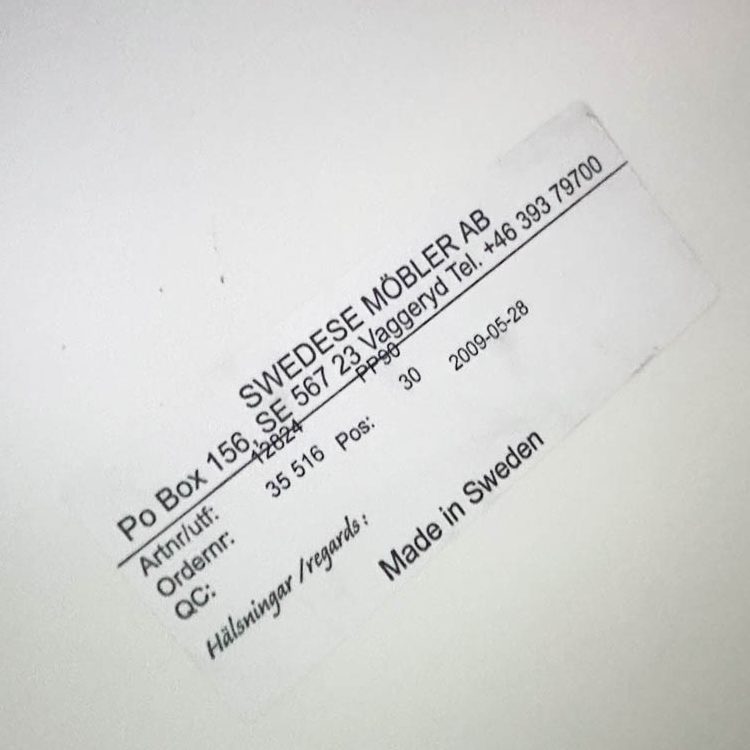 SWEDESE MÖBLER AB
Po Box 156, SE 567 23 Vaggeryd Tel. +46 393 79700
Artnr/utf: 12824 PP90
Ordernr: 35 516 Pos: 30 2009-05-28
QC:
Hälsningar /regards:
Made in Sweden